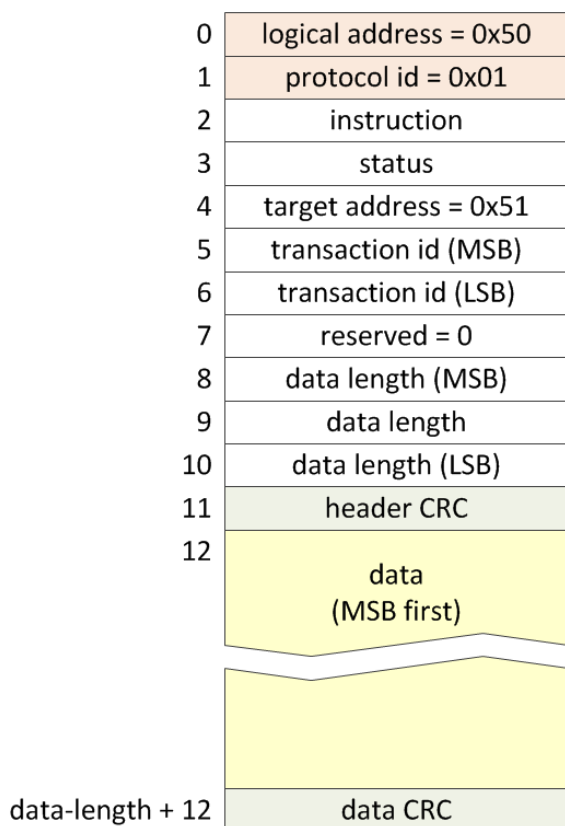 0 logical address = 0x50
1 protocol id = 0x01
2 instruction
3 status
4 target address = 0x51
5 transaction id (MSB)
6 transaction id (LSB)
7 reserved = 0
8 data length (MSB)
9 data length
10 data length (LSB)
11 header CRC
12
data
(MSB first)
data-length + 12 data CRC